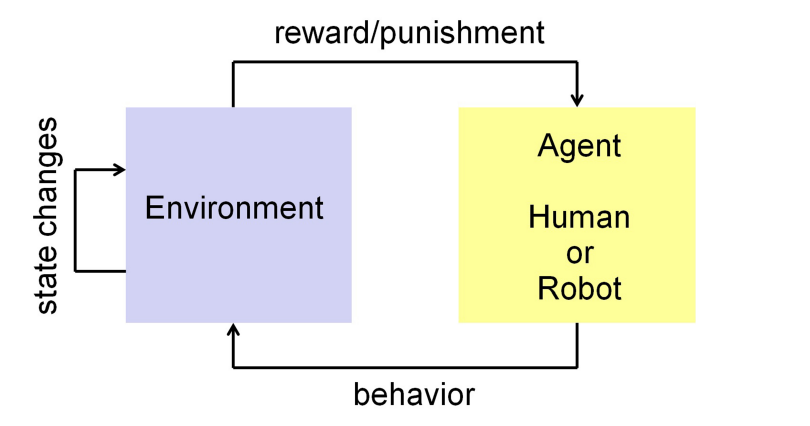 reward/punishment
state changes
Environment
Agent
Human
or
Robot
behavior